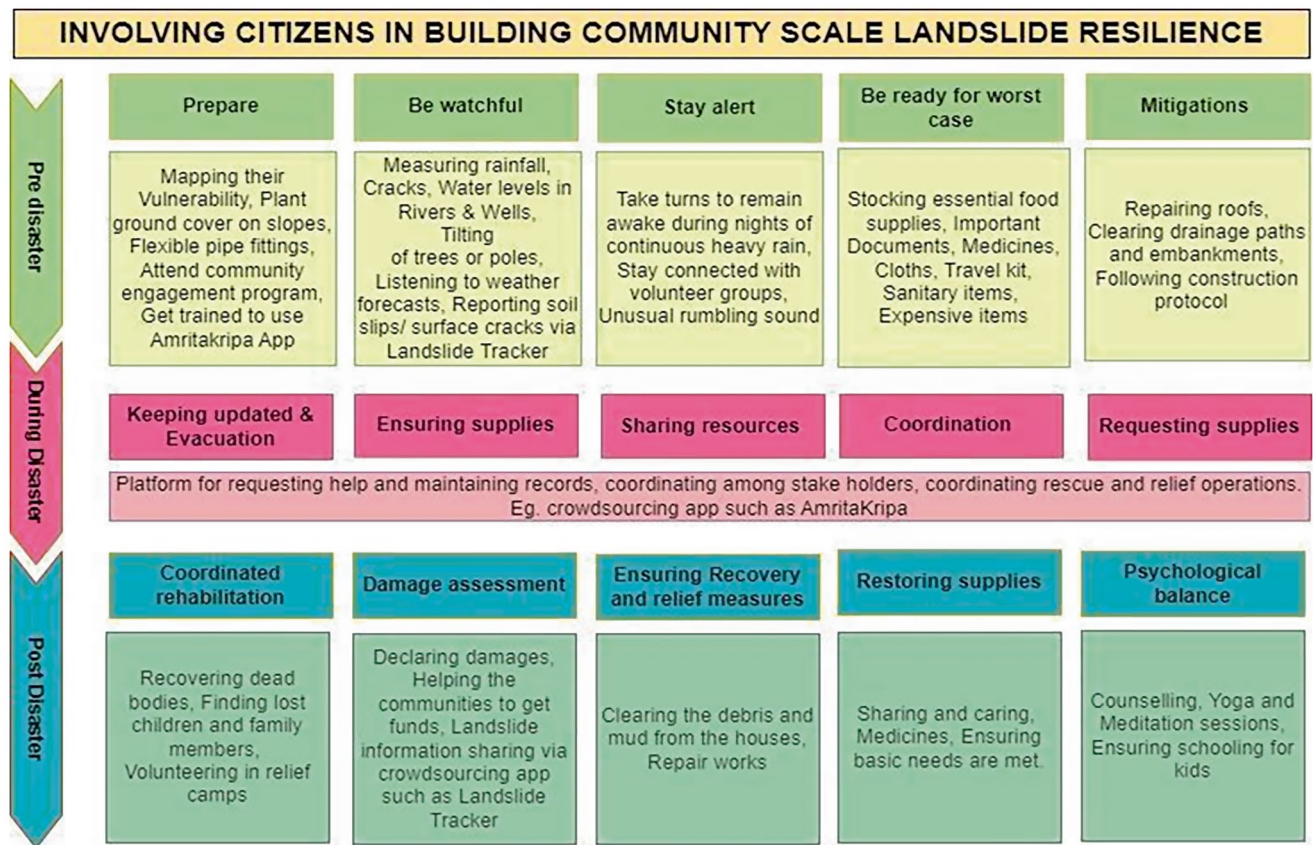 INVOLVING CITIZENS IN BUILDING COMMUNITY SCALE LANDSLIDE RESILIENCE
Pre disaster
Prepare
Mapping their
Vulnerability, Plant
ground cover on slopes,
Flexible pipe fittings,
Attend community
engagement program,
Get trained to use
Amritakripa App
Be watchful
Measuring rainfall,
Cracks, Water levels in
Rivers & Wells,
Tilting
of trees or poles,
Listening to weather
forecasts, Reporting soil
slips/ surface cracks via
Landslide Tracker
Stay alert
Take turns to remain
awake during nights of
continuous heavy rain,
Stay connected with
volunteer groups,
Unusual rumbling sound
Be ready for worst
case
Stocking essential food
supplies, Important
Documents, Medicines,
Cloths, Travel kit,
Sanitary items,
Expensive items
Mitigations
Repairing roofs,
Clearing drainage paths
and embankments,
Following construction
protocol
During Disaster
Keeping updated &
Evacuation
Ensuring supplies
Sharing resources
Coordination
Requesting supplies
Platform for requesting help and maintaining records, coordinating among stake holders, coordinating rescue and relief operations.
Eg. crowdsourcing app such as AmritaKripa
Post Disaster
Coordinated
rehabilitation
Recovering dead
bodies, Finding lost
children and family
members,
Volunteering in relief
camps
Damage assessment
Declaring damages,
Helping the
communities to get
funds, Landslide
information sharing via
crowdsourcing app
such as Landslide
Tracker
Ensuring Recovery
and relief measures
Clearing the debris and
mud from the houses,
Repair works
Restoring supplies
Sharing and caring,
Medicines, Ensuring
basic needs are met.
Psychological
balance
Counselling, Yoga and
Meditation sessions,
Ensuring schooling for
kids